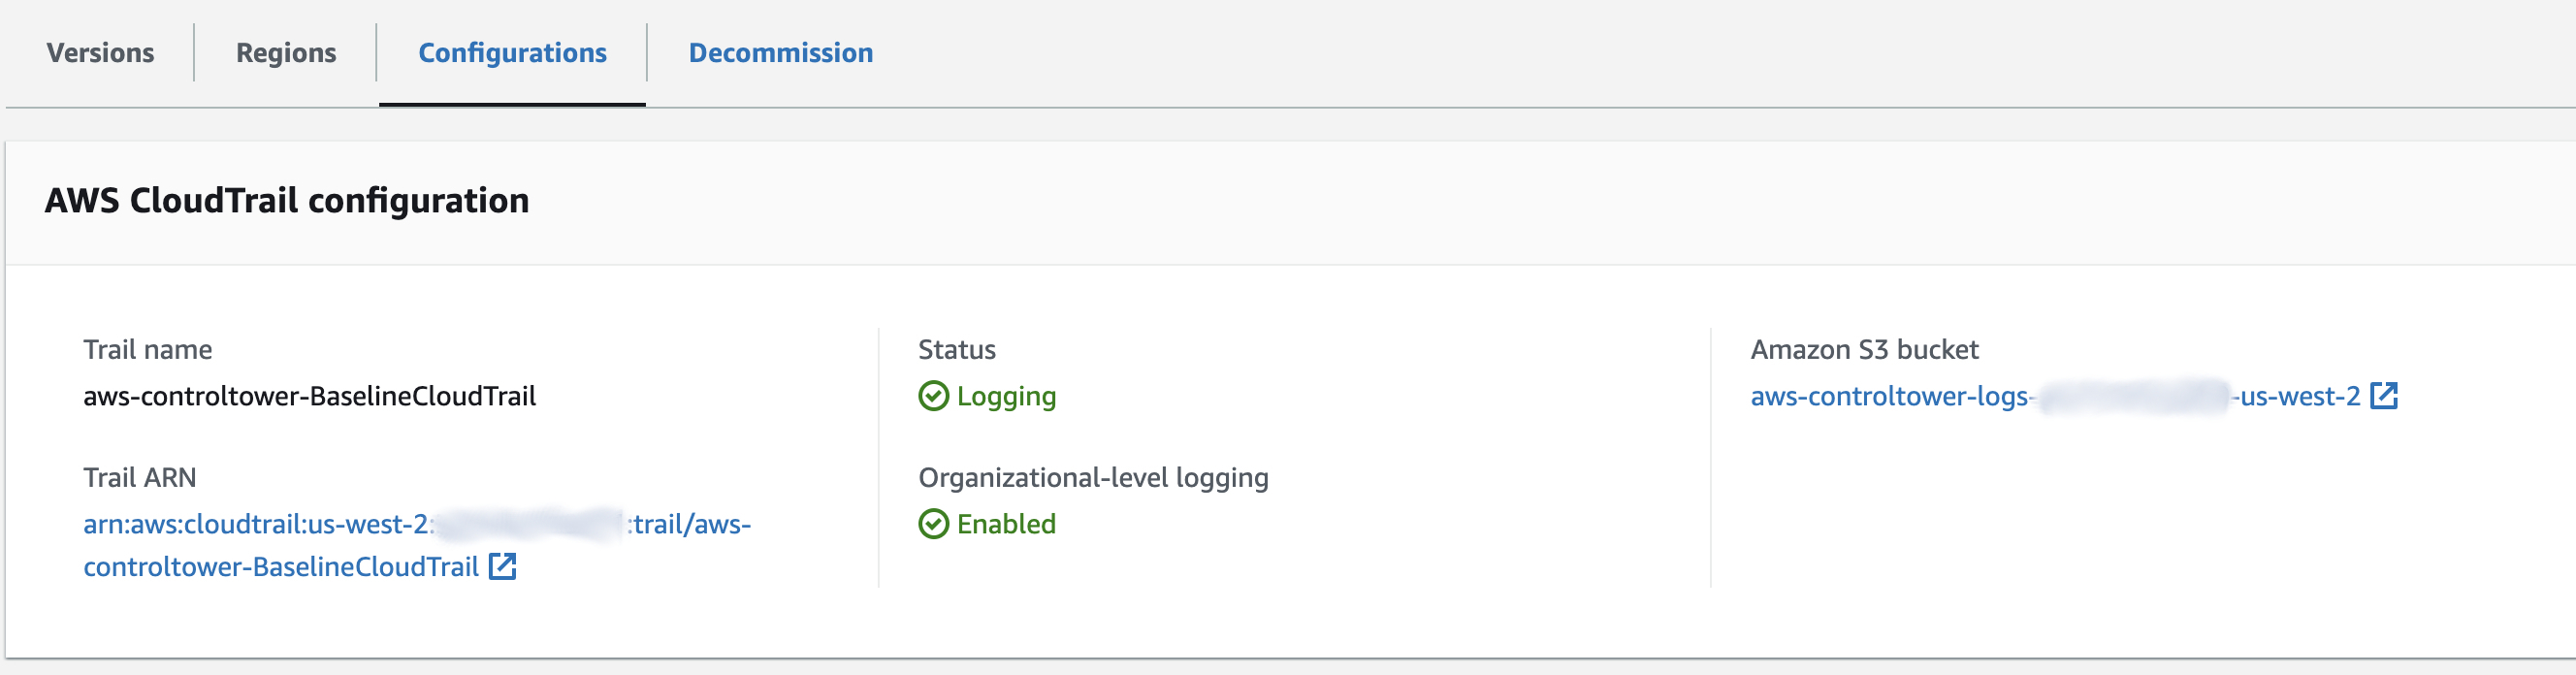 Versions
Regions
Configurations
Decommission
AWS CloudTrail configuration
Trail name
aws-controltower-BaselineCloudTrail
Trail ARN
arn:aws:cloudtrail:us-west-2: :trail/aws-
controltower-BaselineCloudTrail
Status
Logging
Organizational-level logging
Enabled
Amazon S3 bucket
aws-controltower-logs- -us-west-2